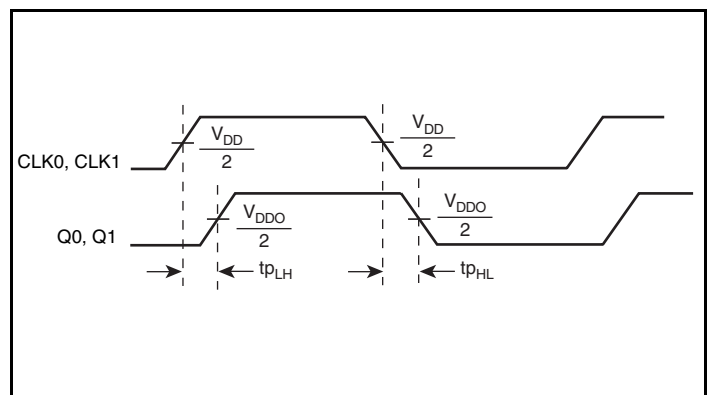 CLK0, CLK1
V_DD
2
V_DD
2
Q0, Q1
V_DDO
2
V_DDO
2
tp_LH
tp_HL